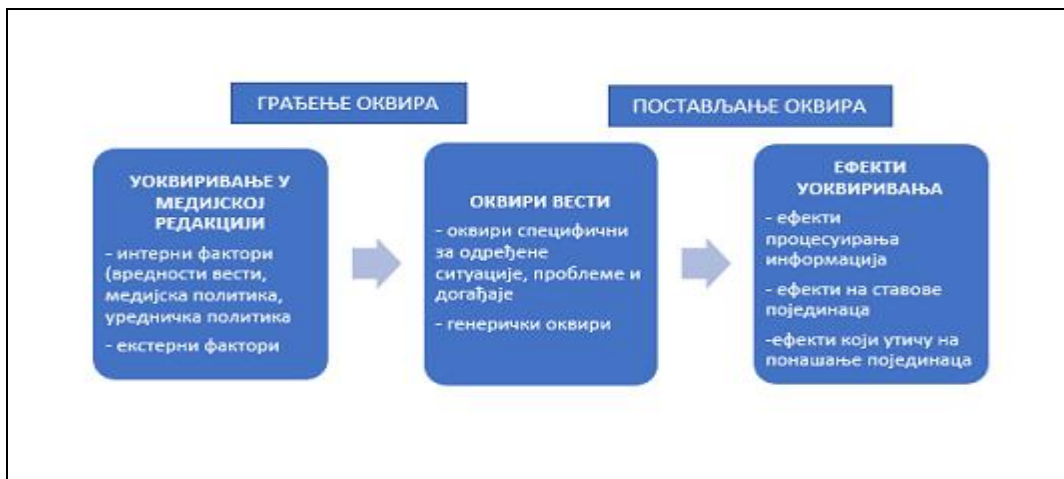 ГРАЂЕЊЕ ОКВИРА
ПОСТАВЉАЊЕ ОКВИРА
УОКВИРИВАЊЕ У
МЕДИЈСКОЈ
РЕДАКЦИЈИ
- интерни фактори
(вредности вести,
медијска политика,
уредничка политика
- екстерни фактори
ОКВИРИ ВЕСТИ
- оквири специфични
за одређене
ситуације, проблеме и
догађаје
- генерички оквири
ЕФЕКТИ
УОКВИРИВАЊА
- ефекти
процесуирања
информација
- ефекти на ставове
појединаца
-ефекти који утичу на
понашање појединаца